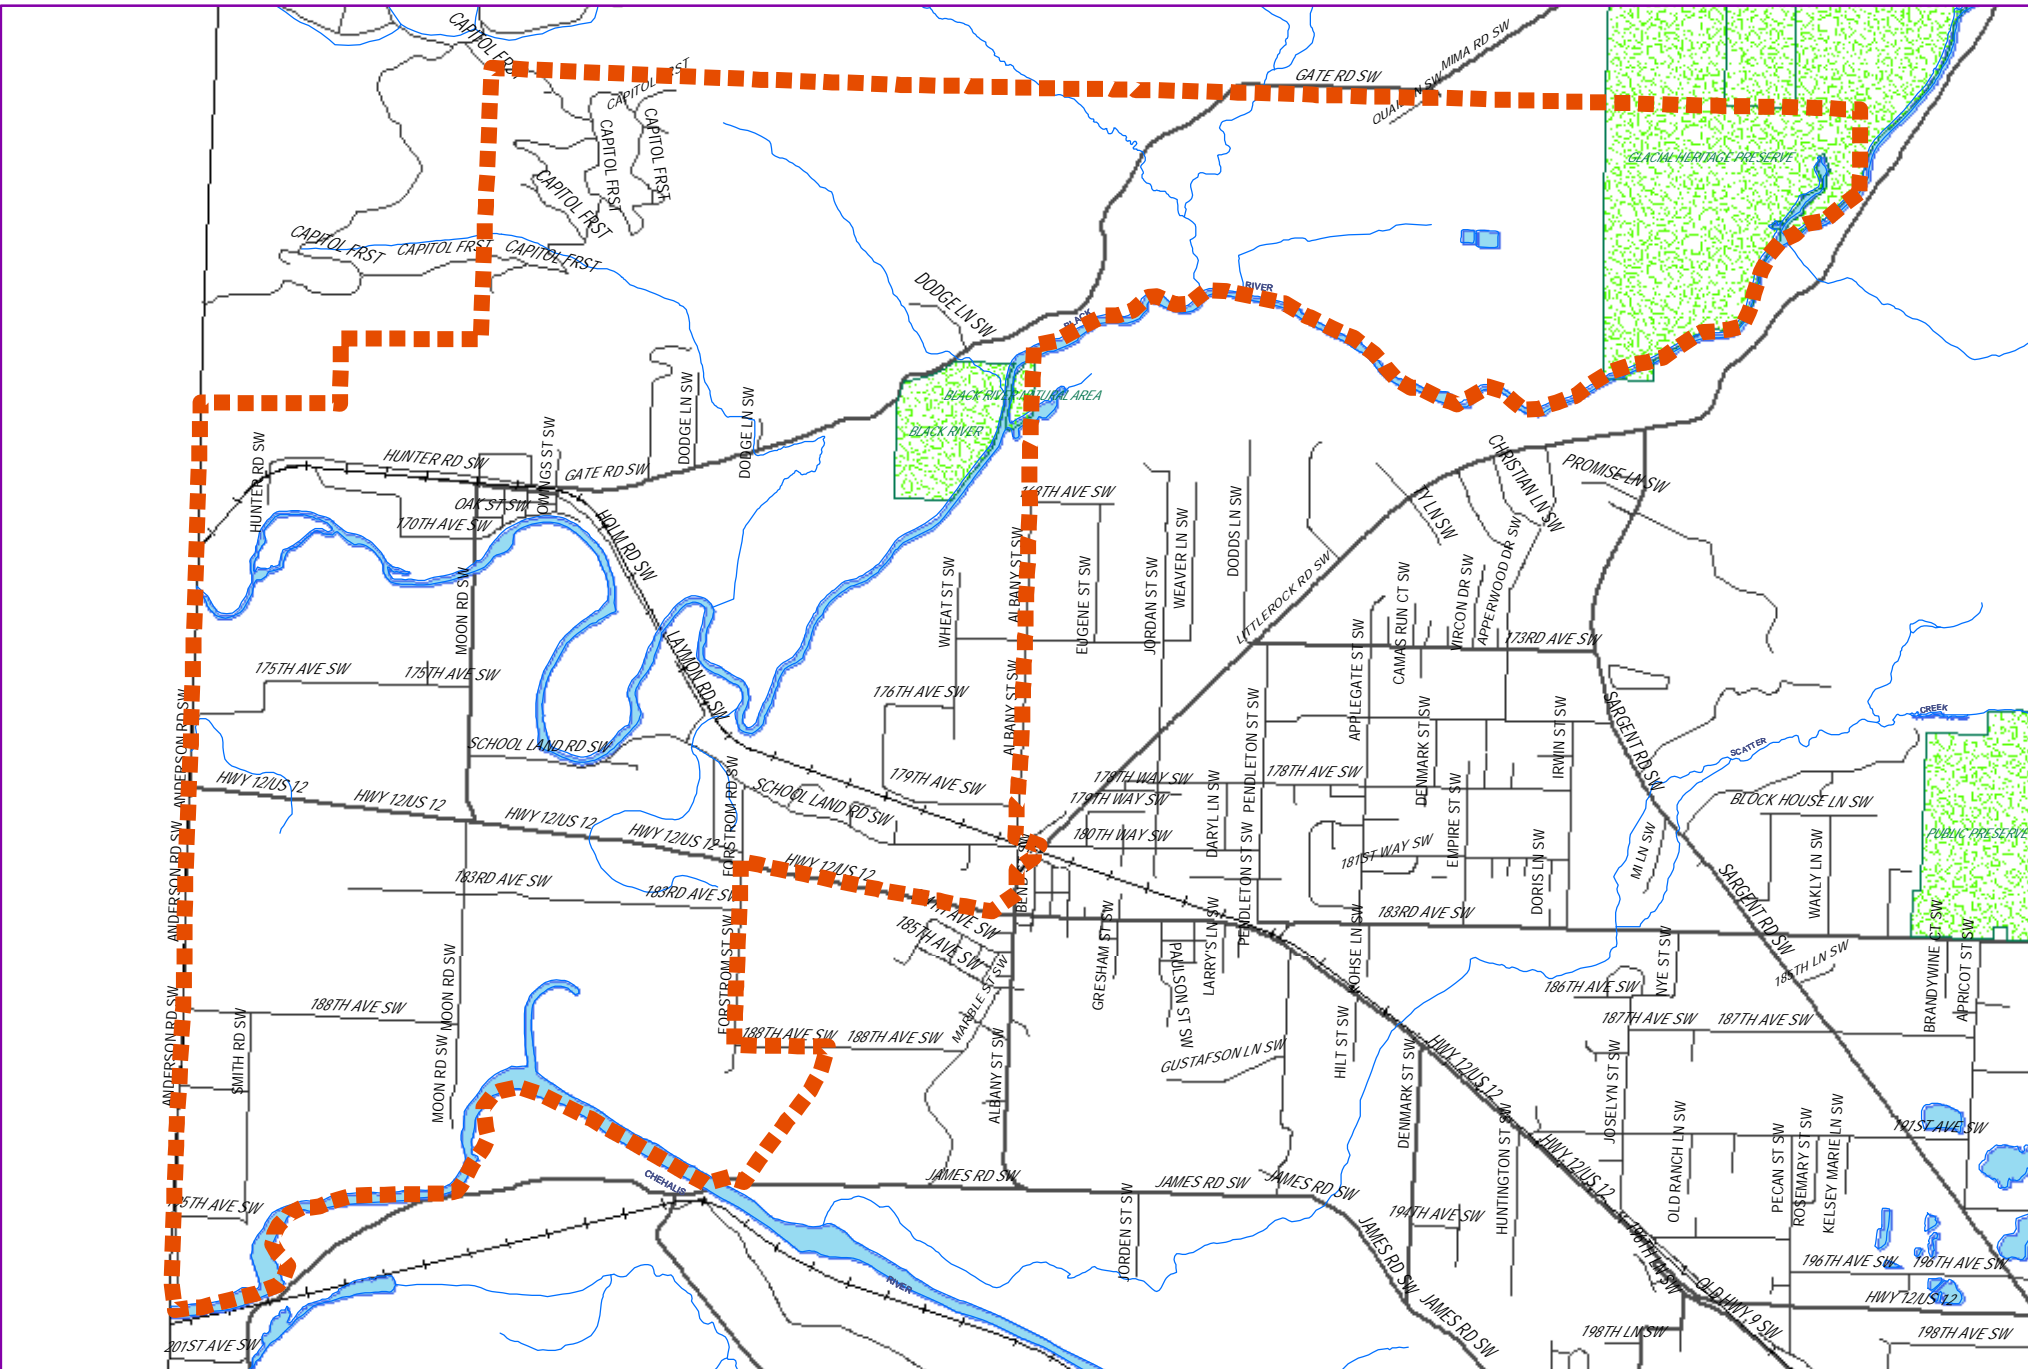 CAPITOL FRST
MIMA RD SW
GATE RD SW
CAPITOL FRST
CAPITOL FRST
CAPITOL FRST
GLACIAL HERITAGE PRESERVE
CAPITOL FRST
CAPITOL FRST
CAPITOL FRST
CAPITOL FRST
DODGE LN SW
BLACK
RIVER
BLACK RIVER NATURAL AREA
BLACK RIVER
DODGE LN SW
DODGE LN SW
HUNTER RD SW
HUNTER RD SW
GATE RD SW
OWINGS ST SW
OAK ST SW
170TH AVE SW
HOLM RD SW
MOON RD SW
LAYMON RD SW
175TH AVE SW
175TH AVE SW
SCHOOL LAND RD SW
SCHOOL LAND RD SW
WHEAT ST SW
176TH AVE SW
179TH AVE SW
ALBANY ST SW
ALBANY ST SW
EUGENE ST SW
JORDAN ST SW
WEAVER LN SW
DODDS LN SW
LITTLEROCK RD SW
CHRISTIAN LN SW
PROMISE LN SW
APPERWOOD DR SW
VIRCON DR SW
CAMAS RUN CT SW
APPLEGATE ST SW
173RD AVE SW
SARGENT RD SW
SARGENT RD SW
SCATTER
CREEK
PUBLIC PRESERVE
BLOCK HOUSE LN SW
WAKLY LN SW
MI LN SW
IRWIN ST SW
DENMARK ST SW
EMPIRE ST SW
DORIS LN SW
178TH AVE SW
178TH WAY SW
179TH WAY SW
180TH WAY SW
181ST WAY SW
DARYL LN SW
PENDLETON ST SW
PENDLETON ST SW
ANDERSON RD SW
ANDERSON RD SW
ANDERSON RD SW
HWY 12/US 12
HWY 12/US 12
HWY 12/US 12
HWY 12/US 12
HWY 12/US 12
FORSTROM RD SW
FORSTROM ST SW
183RD AVE SW
183RD AVE SW
183RD AVE SW
185TH AVE SW
185TH LN SW
MARBLE ST SW
GRESHAM ST SW
PAULSON ST SW
LARRY'S LN SW
GUSTAFSON LN SW
HILT ST SW
NYE ST SW
186TH AVE SW
187TH AVE SW
187TH AVE SW
BRANDYWINE CT SW
APRICOT ST SW
188TH AVE SW
188TH AVE SW
188TH AVE SW
SMITH RD SW
MOON RD SW
MOON RD SW
ALBANY ST SW
DENMARK ST SW
HWY 12/US 12
HWY 12/US 12
HUNTINGTON ST SW
JOSELYN ST SW
OLD RANCH LN SW
PECAN ST SW
ROSEMARY ST SW
KELSEY MARIE LN SW
191ST AVE SW
CHEHALIS
RIVER
JAMES RD SW
JAMES RD SW
JAMES RD SW
JAMES RD SW
JAMES RD SW
JORDEN ST SW
194TH AVE SW
196TH LN SW
196TH AVE SW
196TH AVE SW
HWY 12/US 12
OLD HWY 9 SW
198TH LN SW
198TH AVE SW
201ST AVE SW